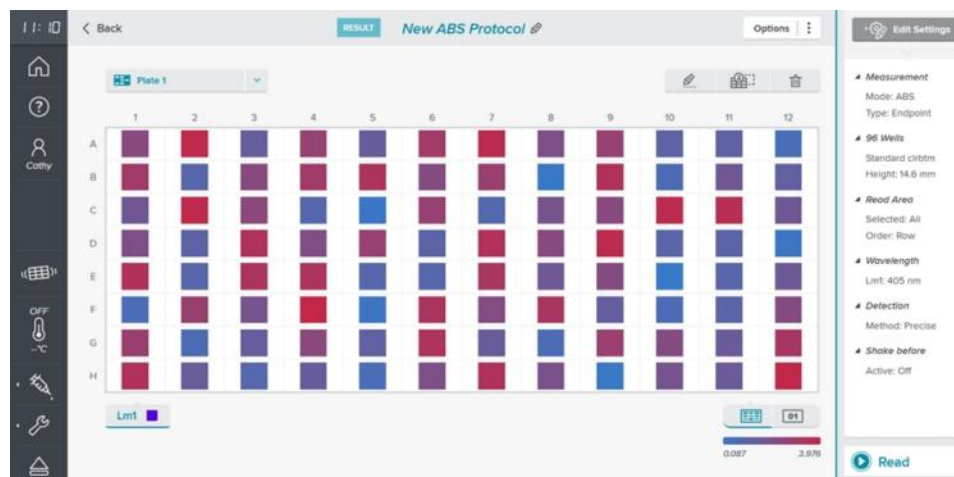 11:10
Back
RESULT
New ABS Protocol
Options
Edit Settings
Cathy
OFF
--°C
Plate 1
1 2 3 4 5 6 7 8 9 10 11 12
A
B
C
D
E
F
G
H
Lm1
01
0.087 3.976
Measurement
Mode: ABS
Type: Endpoint
96 Wells
Standard clrbtm
Height: 14.6 mm
Read Area
Selected: All
Order: Row
Wavelength
Lm1: 405 nm
Detection
Method: Precise
Shake before
Active: Off
Read